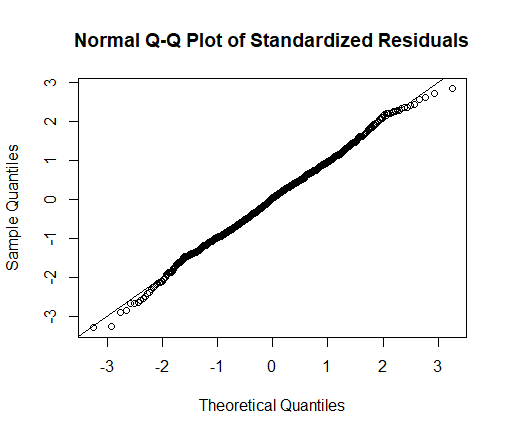 Normal Q-Q Plot of Standardized Residuals
3
2
1
0
-1
-2
-3
Sample Quantiles
-3 -2 -1 0 1 2 3
Theoretical Quantiles